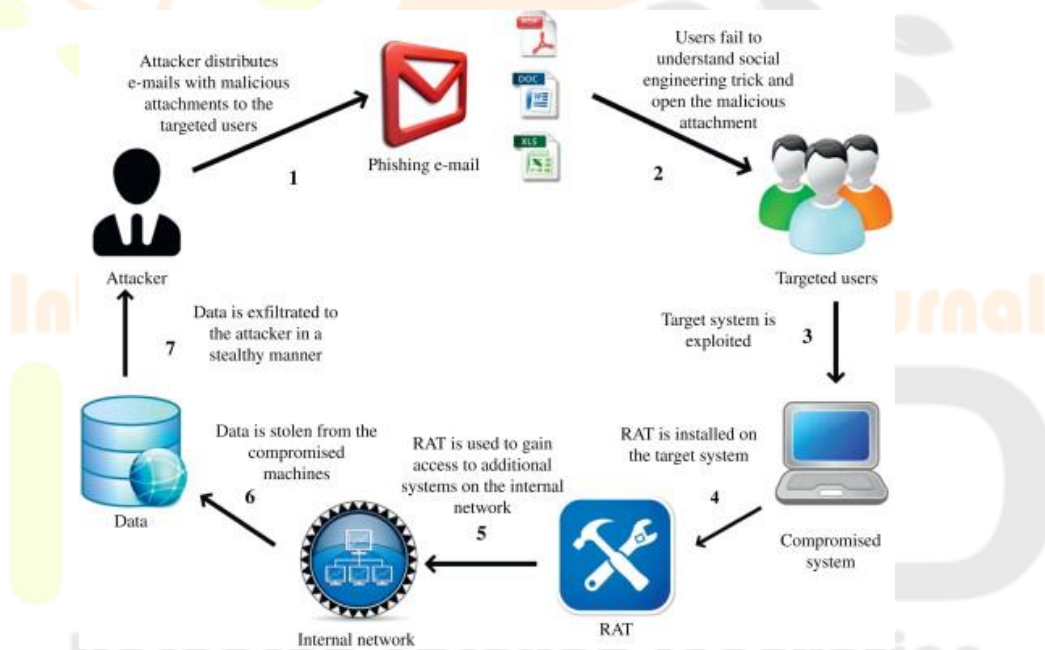 Attacker distributes
e-mails with malicious
attachments to the
targeted users
1
Phishing e-mail
DOC
XLS
Users fail to
understand social
engineering trick and
open the malicious
attachment
2
Attacker
Targeted users
Data is exfiltrated to
the attacker in a
stealthy manner
7
Target system is
exploited
3
Data is stolen from the
compromised
machines
6
RAT is used to gain
access to additional
systems on the internal
network
5
RAT is installed on
the target system
4
Data
Compromised
system
Internal network
RAT